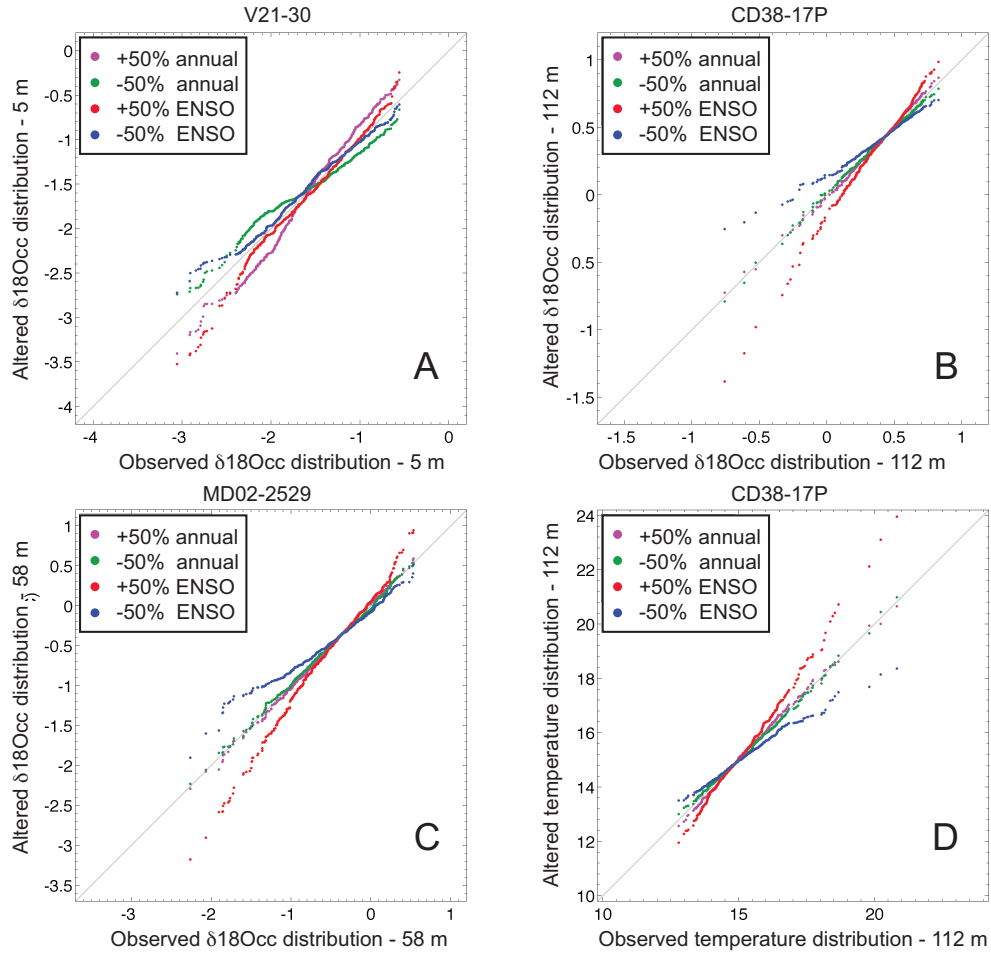 V21-30
Altered δ18Occ distribution - 5 m
0
-0.5
-1
-1.5
-2
-2.5
-3
-3.5
-4
+50% annual
-50% annual
+50% ENSO
-50% ENSO
A
-4
-3
-2
-1
0
Observed δ18Occ distribution - 5 m
CD38-17P
Altered δ18Occ distribution - 112 m
1
0.5
0
0.5
-1
-1.5
+50% annual
-50% annual
+50% ENSO
-50% ENSO
B
-1.5
-1
-0.5
0
0.5
1
Observed δ18Occ distribution - 112 m
MD02-2529
Altered δ18Occ distribution 58 m
1
0.5
0
-0.5
-1
-1.5
-2
-2.5
-3
-3.5
+50% annual
-50% annual
+50% ENSO
-50% ENSO
C
-3
-2
-1
0
1
Observed δ18Occ distribution - 58 m
CD38-17P
Altered temperature distribution - 112 m
24
22
20
18
16
14
12
10
+50% annual
-50% annual
+50% ENSO
-50% ENSO
D
10
15
20
Observed temperature distribution - 112 m